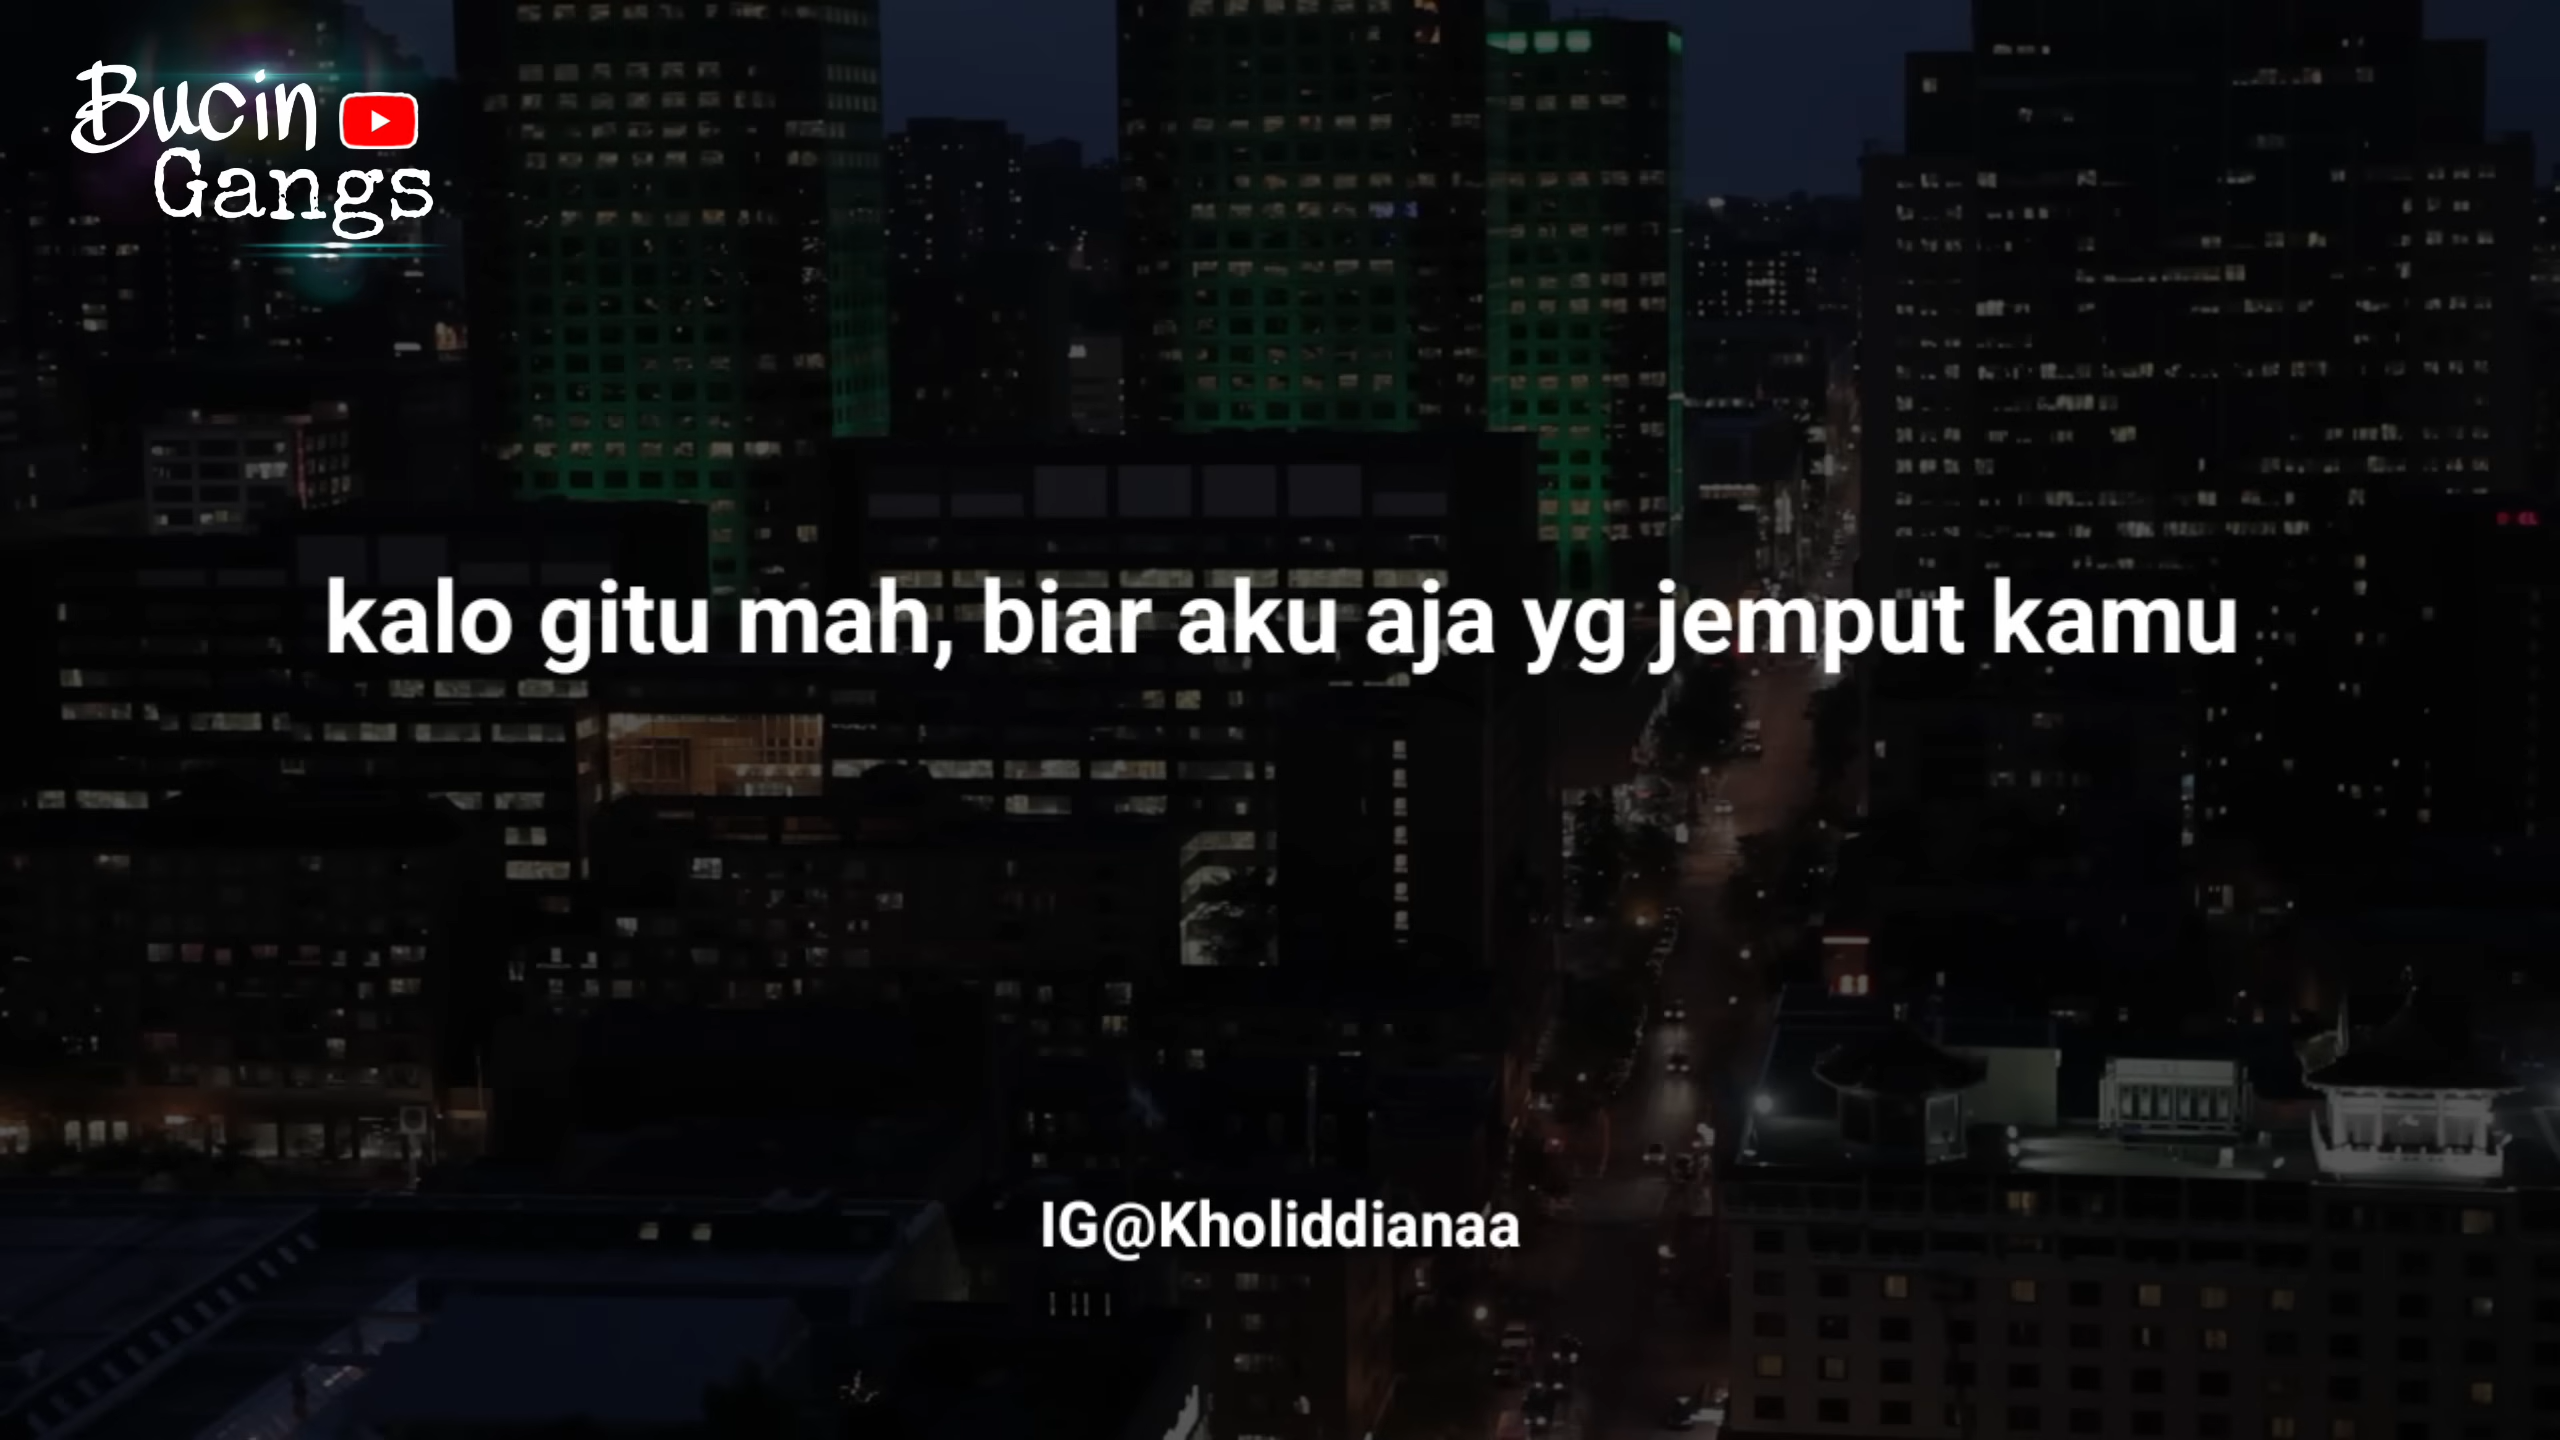 Bucin
Gangs
kalo gitu mah, biar aku aja yg jemput kamu
IG@Kholiddianaa